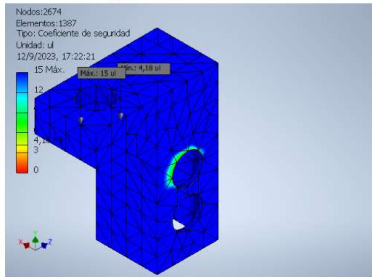 Nodos:2674
Elementos:1387
Tipo: Coeficiente de seguridad
Unidad: ul
12/9/2023, 17:22:21
15 Máx.
Máx.: 15 ul
Mín.: 4,18 ul
12
3
0
X
Y
Z